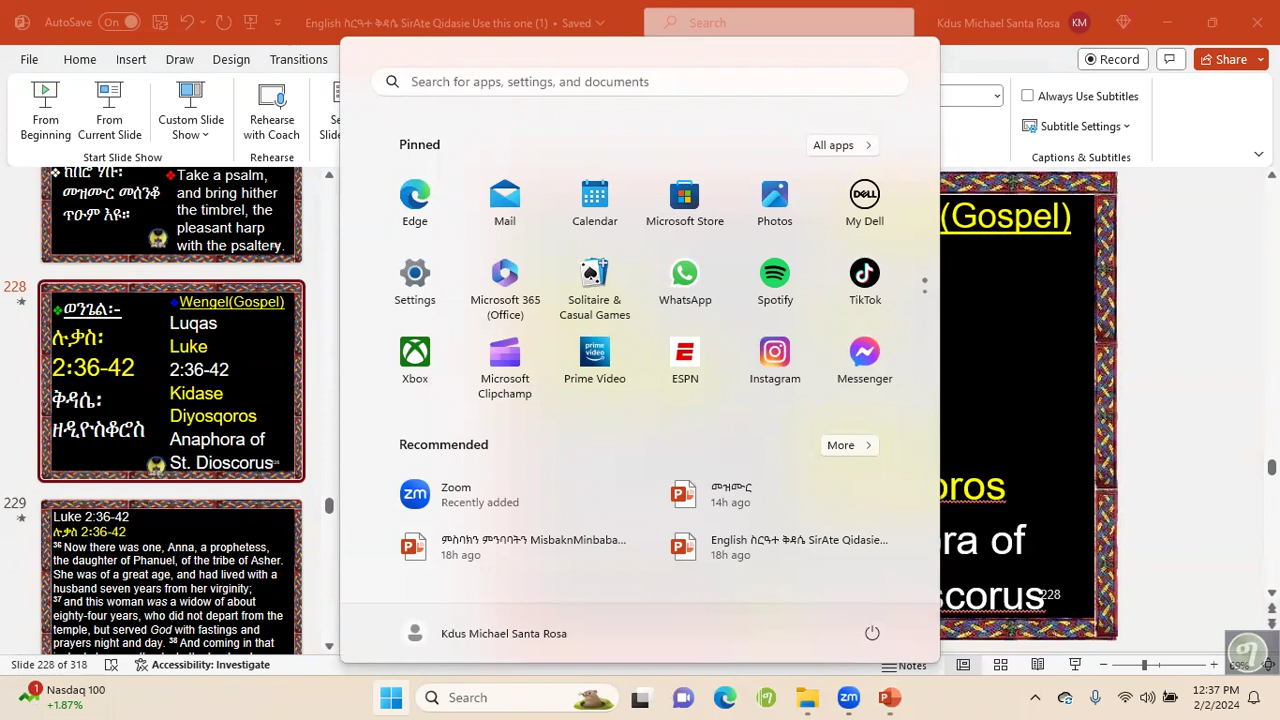 AutoSave On
English ስርዓተ ቅዳሴ SirAte Qidasie Use this one (1) • Saved
Search
Kdus Michael Santa Rosa KM
File Home Insert Draw Design Transitions
Record
Share
From Beginning
From Current Slide
Custom Slide Show
Rehearse with Coach
Start Slide Show
Rehearse
Always Use Subtitles
Subtitle Settings
Captions & Subtitles
Search for apps, settings, and documents
Pinned
All apps
Edge
Mail
Calendar
Microsoft Store
Photos
DELL
My Dell
Settings
Microsoft 365 (Office)
Solitaire & Casual Games
WhatsApp
Spotify
TikTok
Xbox
Microsoft Clipchamp
prime video
Prime Video
ESPN
Instagram
Messenger
Recommended
More
zm
Zoom
Recently added
መዝሙር
14h ago
ምስባክን ምንባባትን MisbaknMinbaba...
18h ago
English ስርዓተ ቅዳሴ SirAte Qidasie...
18h ago
Kdus Michael Santa Rosa
መዝሙር መሰንቆ
ጥዑም
Take a psalm,
and bring hither
the timbrel, the
pleasant harp
with the psaltery.
228
ወንጌል፡-
ሉቃስ፡
2:36-42
ቅዳሴ፡
ዘዲዮስቆሮስ
Wengel(Gospel)
Luqas
Luke
2:36-42
Kidase
Diyosqoros
Anaphora of
St. Dioscorus
229
Luke 2:36-42
ሉቃስ 2:36-42
36 Now there was one, Anna, a prophetess,
the daughter of Phanuel, of the tribe of Asher.
She was of a great age, and had lived with a
husband seven years from her virginity;
37 and this woman was a widow of about
eighty-four years, who did not depart from the
temple, but served God with fastings and
prayers night and day. 38 And coming in that
(Gospel)
oros
ra of
scorus
228
Slide 228 of 318
Accessibility: Investigate
Notes
69%
1
Nasdaq 100
+1.87%
Search
zm
12:37 PM
2/2/2024